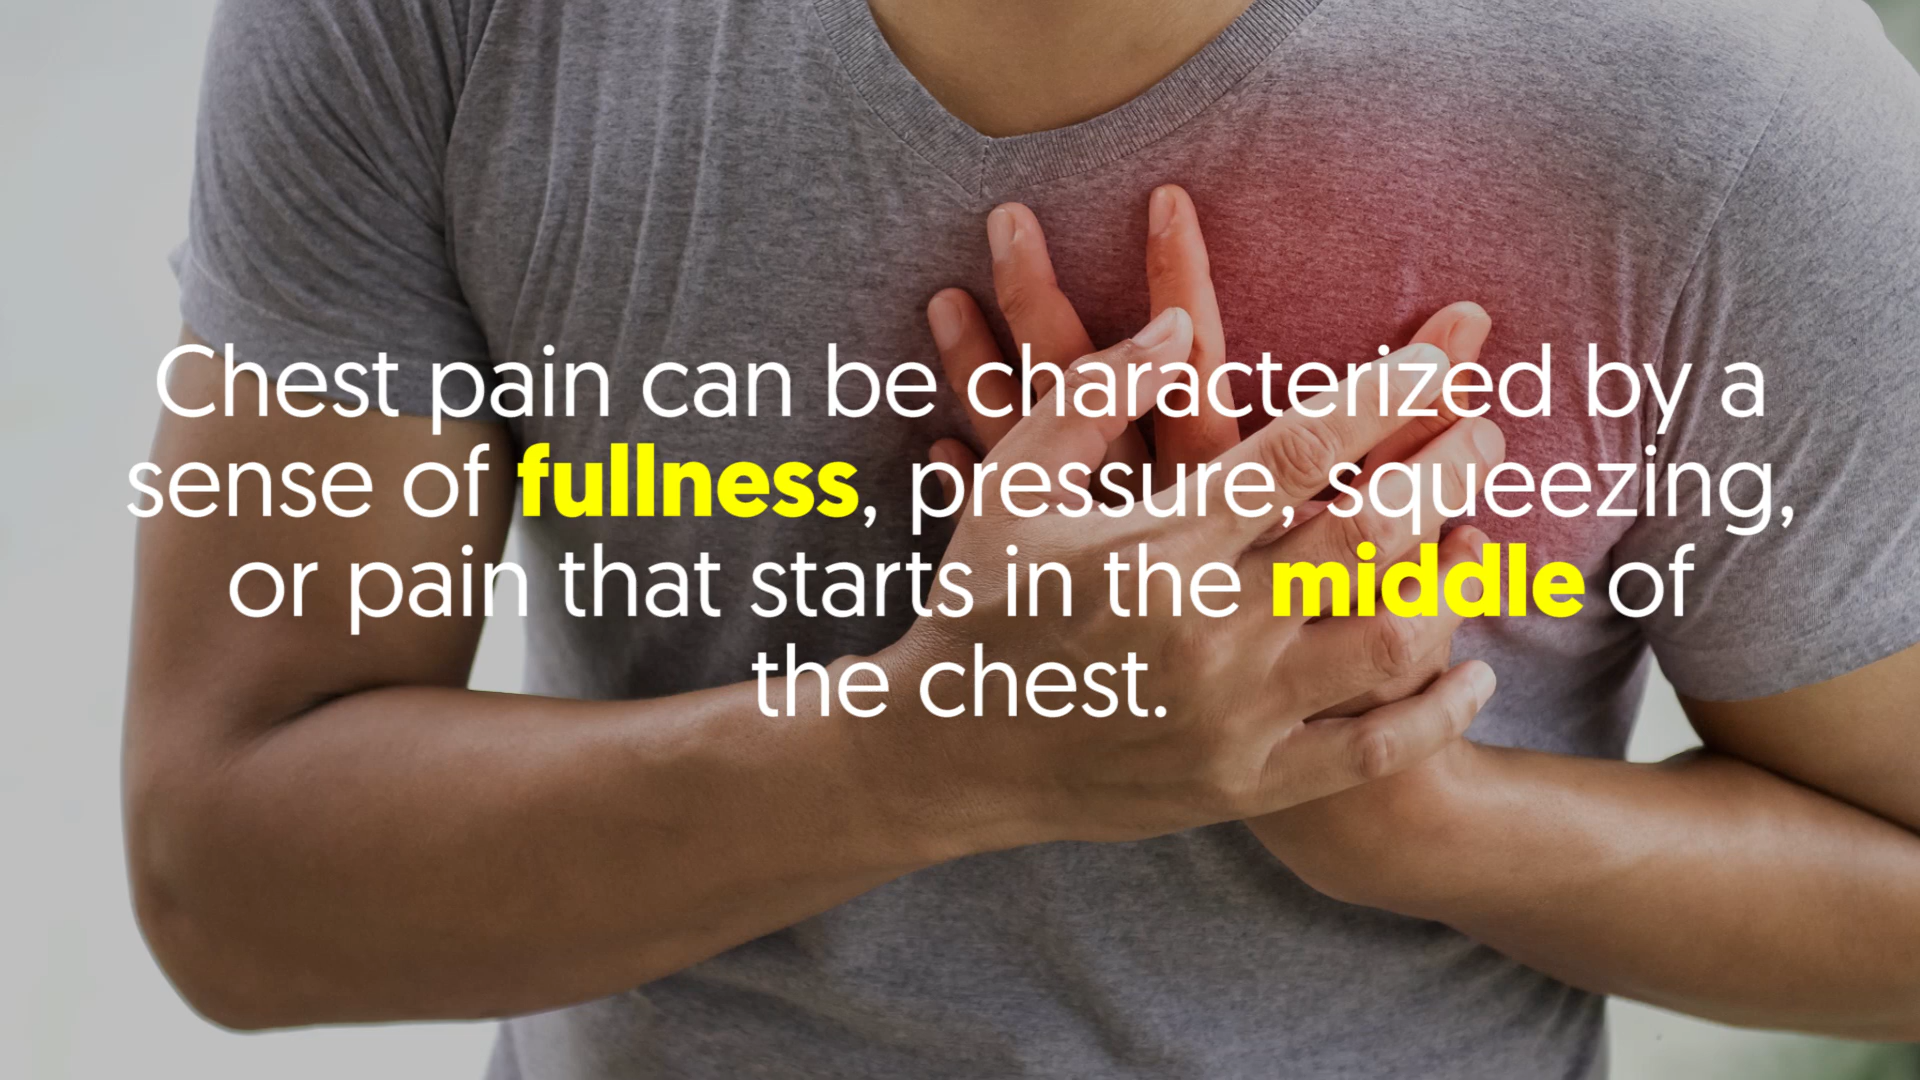 Chest pain can be characterized by a
sense of fullness, pressure, squeezing,
or pain that starts in the middle of
the chest.